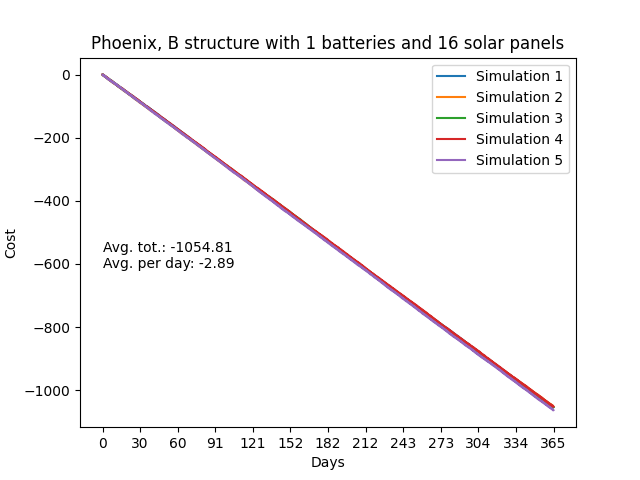 Phoenix, B structure with 1 batteries and 16 solar panels
Simulation 1
Simulation 2
Simulation 3
Simulation 4
Simulation 5
Avg. tot.: -1054.81
Avg. per day: -2.89
Cost
0
−200
−400
−600
−800
−1000
0 30 60 91 121 152 182 212 243 273 304 334 365
Days